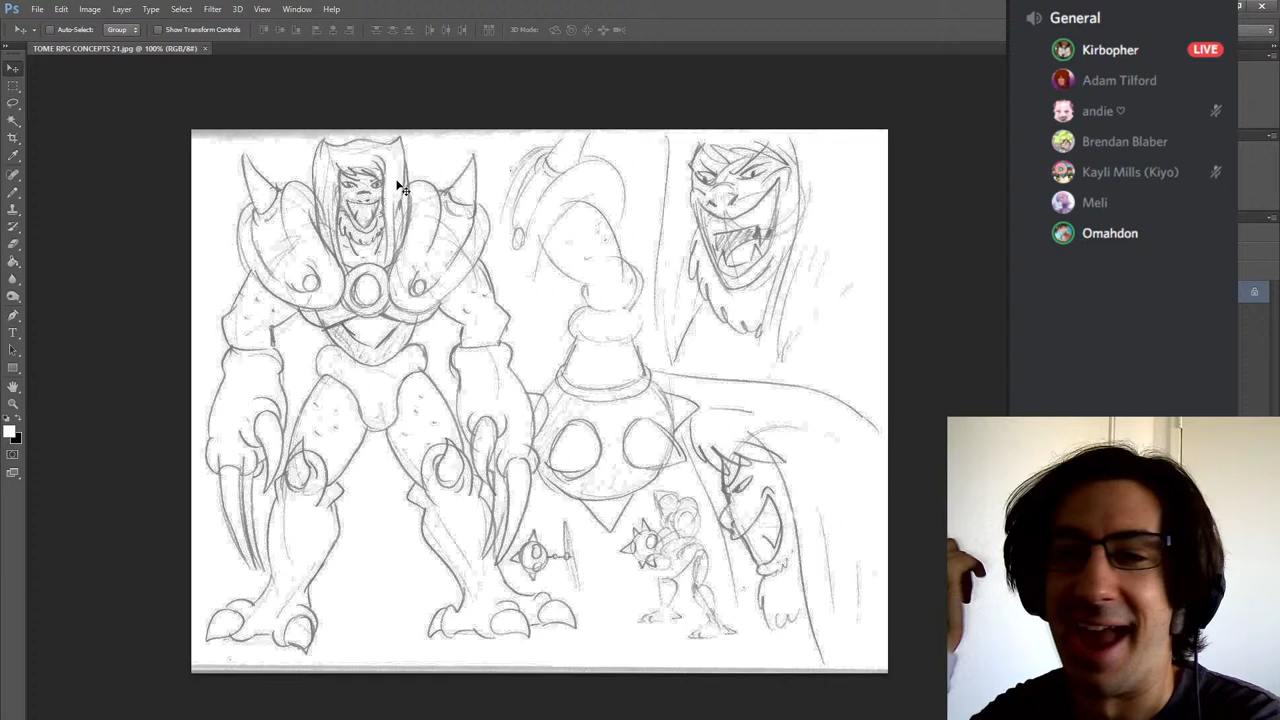 Ps File Edit Image Layer Type Select Filter 3D View Window Help
Auto-Select: Group Show Transform Controls 3D Mode:
TOME RPG CONCEPTS 21.jpg @ 100% (RGB/8#) ×
General
Kirbopher LIVE
Adam Tilford
andie♡
Brendan Blaber
Kayli Mills (Kiyo)
Meli
Omahdon